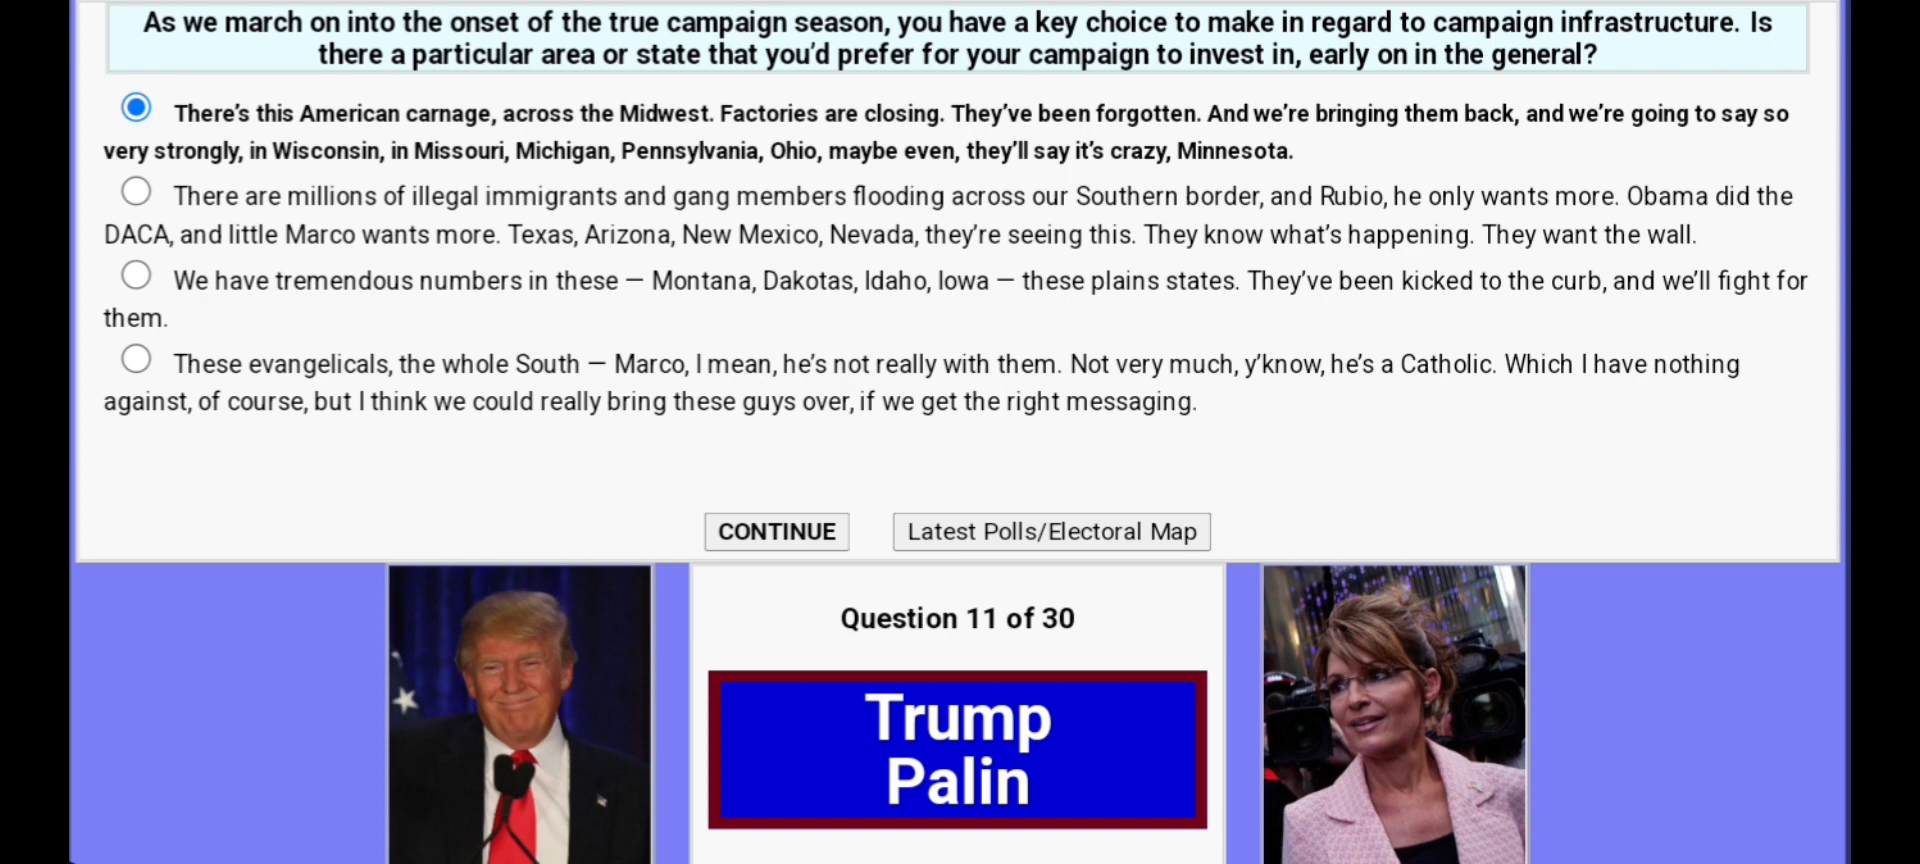 As we march on into the onset of the true campaign season, you have a key choice to make in regard to campaign infrastructure. Is
there a particular area or state that you’d prefer for your campaign to invest in, early on in the general?
There’s this American carnage, across the Midwest. Factories are closing. They’ve been forgotten. And we’re bringing them back, and we’re going to say so
very strongly, in Wisconsin, in Missouri, Michigan, Pennsylvania, Ohio, maybe even, they’ll say it’s crazy, Minnesota.
There are millions of illegal immigrants and gang members flooding across our Southern border, and Rubio, he only wants more. Obama did the
DACA, and little Marco wants more. Texas, Arizona, New Mexico, Nevada, they’re seeing this. They know what’s happening. They want the wall.
We have tremendous numbers in these — Montana, Dakotas, Idaho, Iowa — these plains states. They’ve been kicked to the curb, and we’ll fight for
them.
These evangelicals, the whole South — Marco, I mean, he’s not really with them. Not very much, y’know, he’s a Catholic. Which I have nothing
against, of course, but I think we could really bring these guys over, if we get the right messaging.
CONTINUE
Latest Polls/Electoral Map
Question 11 of 30
Trump
Palin